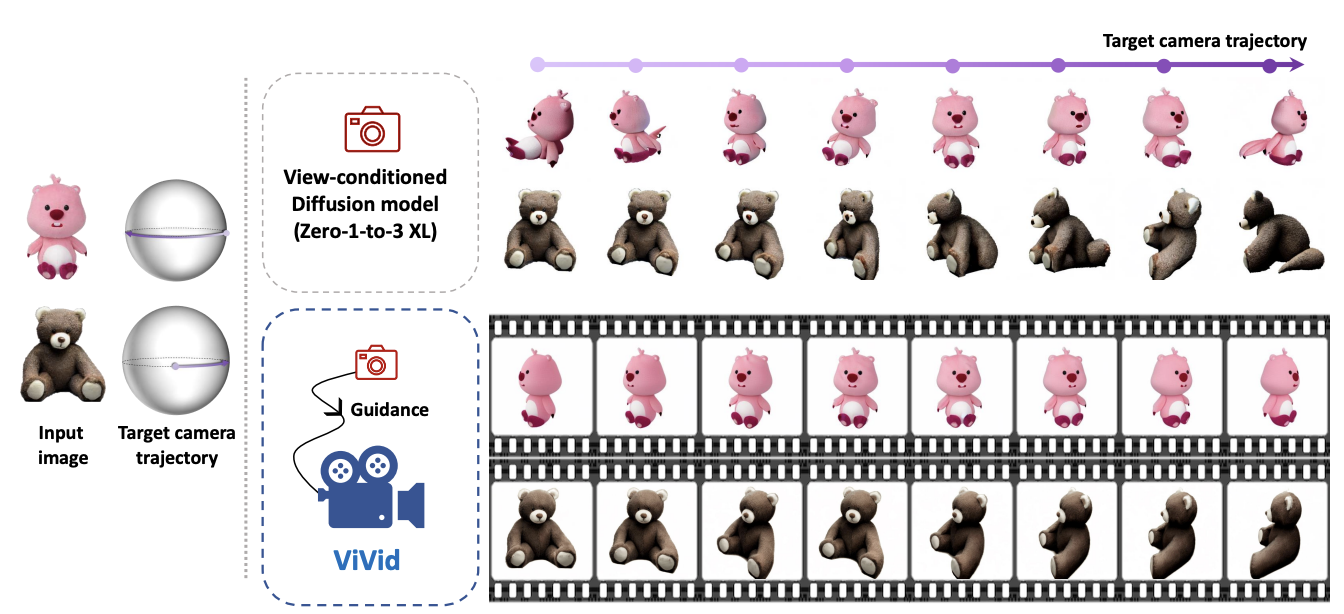 Target camera trajectory
View-conditioned
Diffusion model
(Zero-1-to-3 XL)
Guidance
ViVid
Input
image
Target camera
trajectory